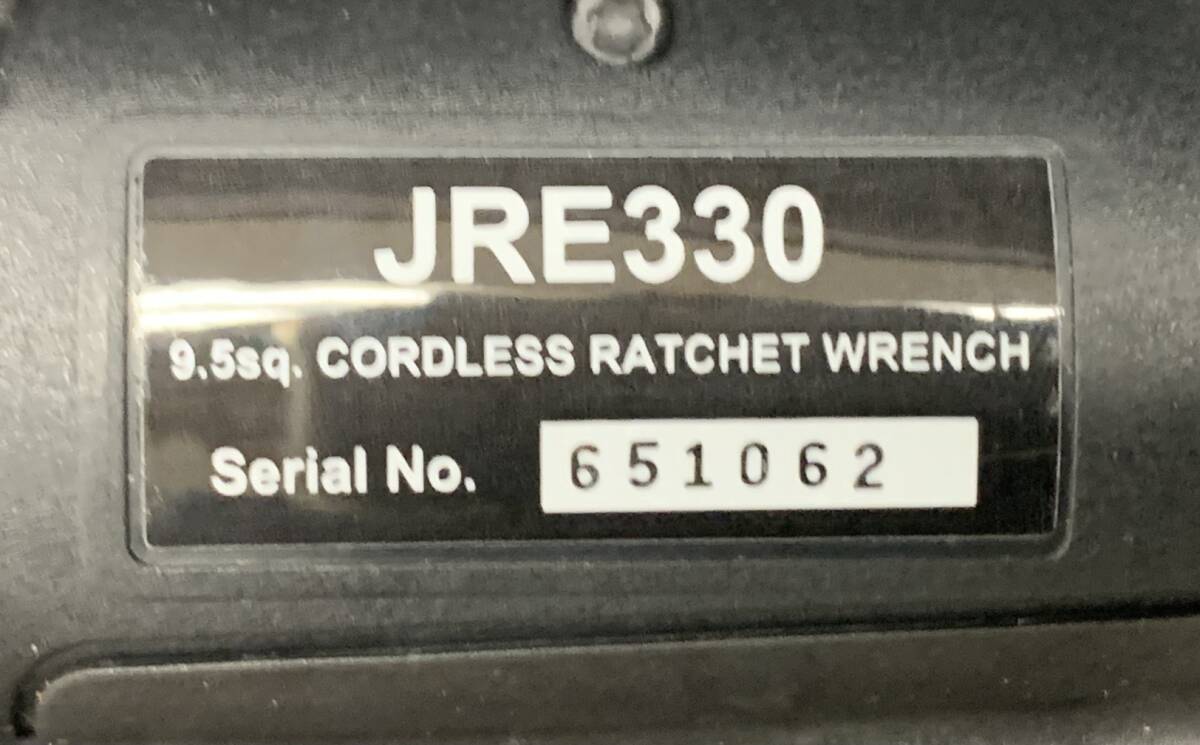 JRE330
9.5sq. CORDLESS RATCHET WRENCH
Serial No. 651062